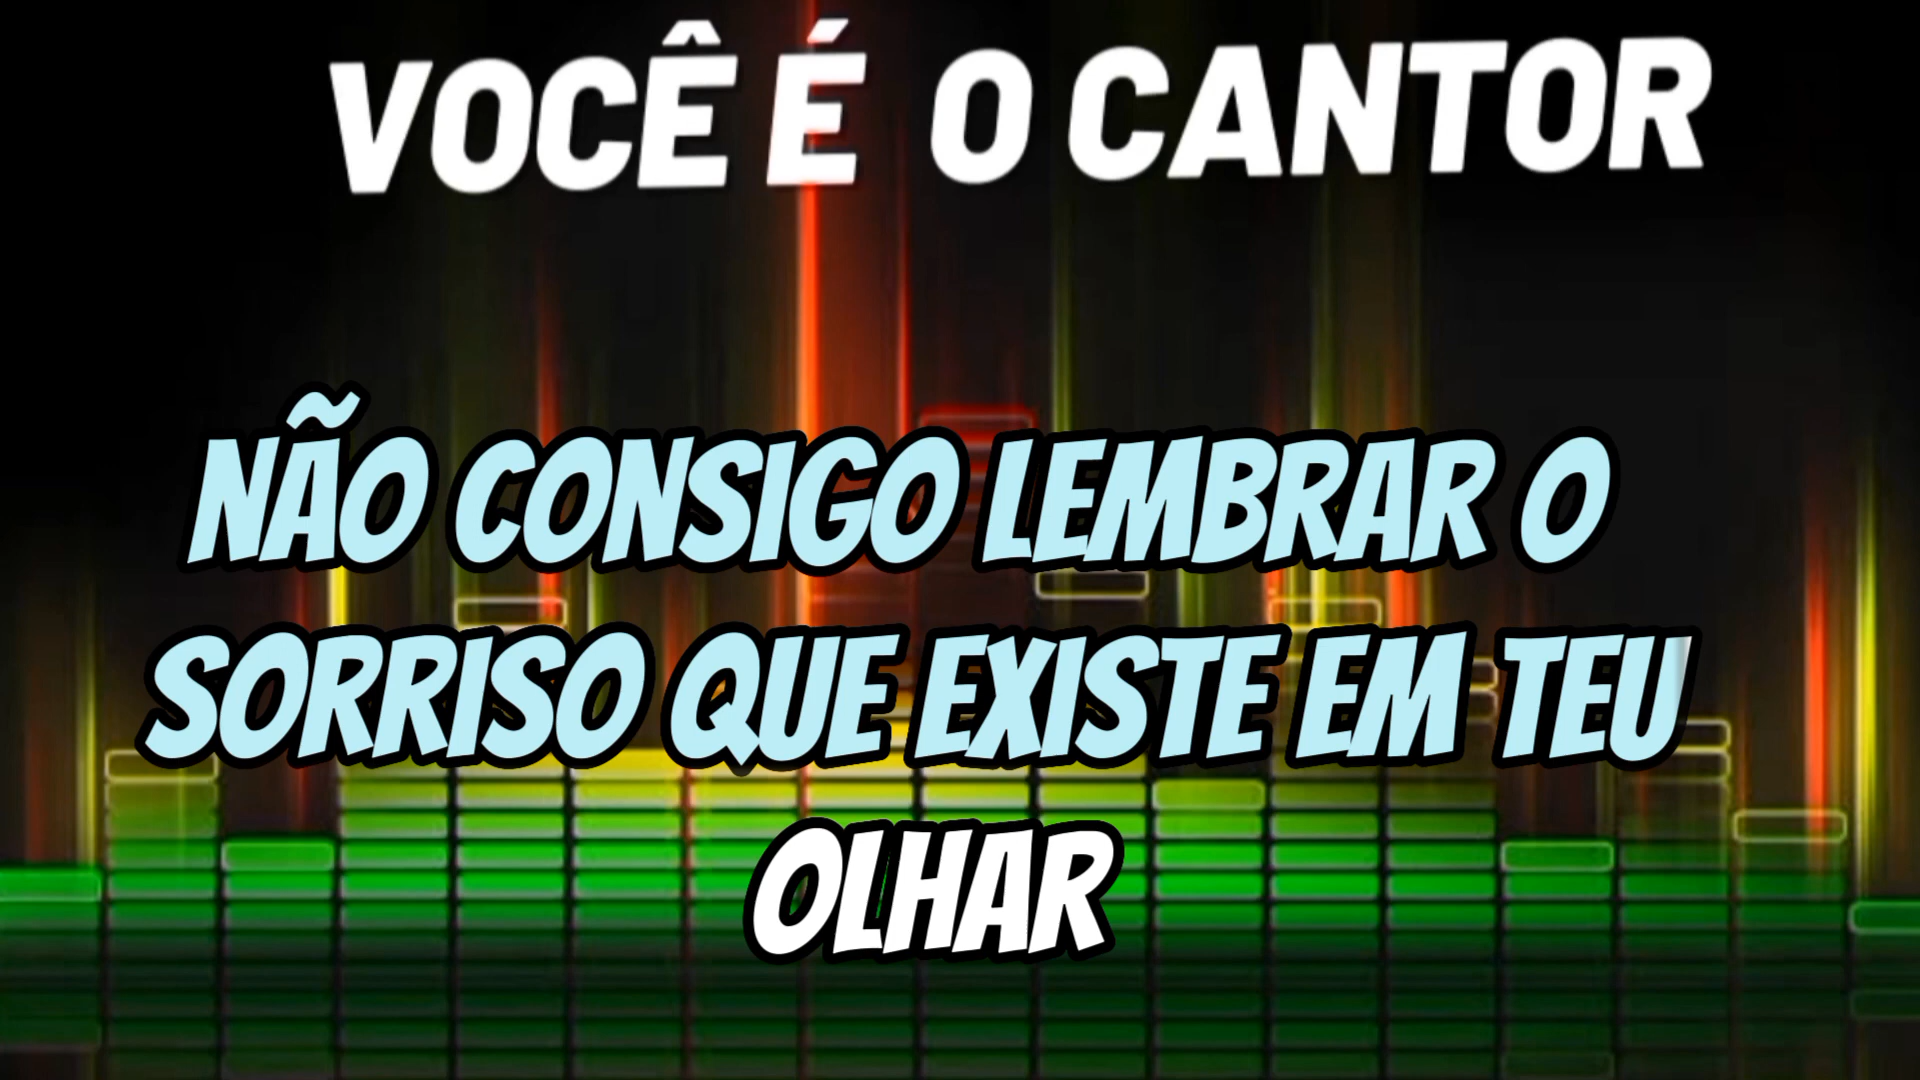 VOCÊ É O CANTOR
NÃO CONSIGO LEMBRAR O
SORRISO QUE EXISTE EM TEU
OLHAR